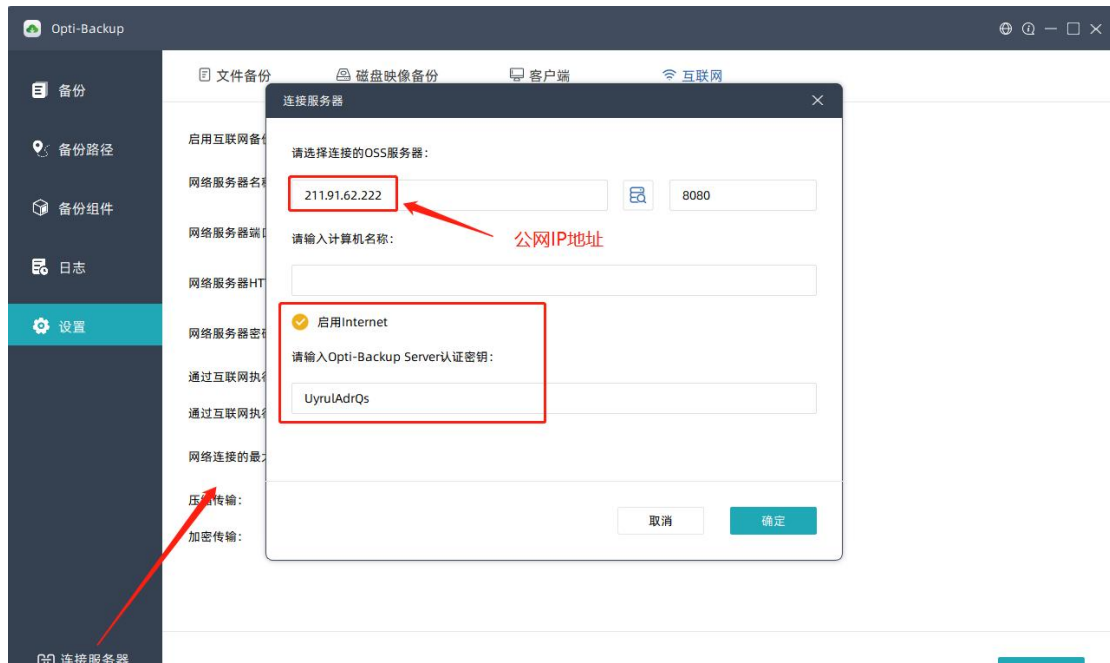 Opti-Backup
备份
备份路径
备份组件
日志
设置
连接服务器
文件备份
磁盘映像备份
客户端
互联网
启用互联网备
网络服务器名
网络服务器端
网络服务器HT
网络服务器密
通过互联网执
通过互联网执
网络连接的最
压缩传输:
加密传输:
连接服务器
请选择连接的OSS服务器:
211.91.62.222
8080
公网IP地址
请输入计算机名称:
启用Internet
请输入Opti-Backup Server认证密钥:
UyrulAdrQs
取消
确定